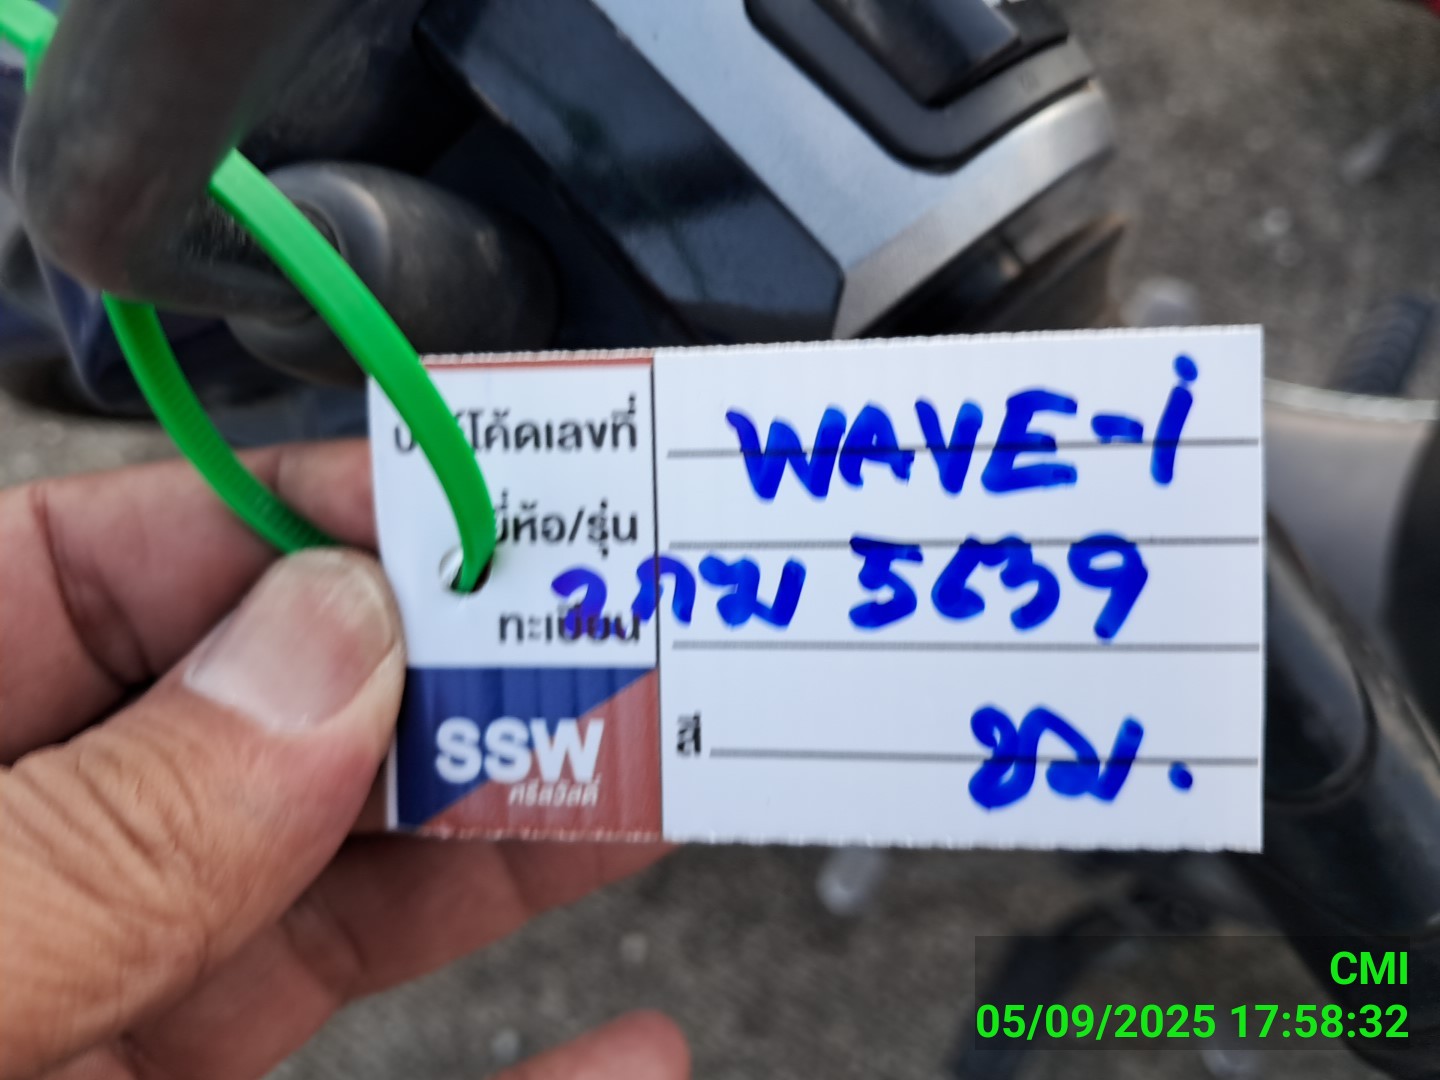 บาร์โค้ดเลขที่
WAVE-i
ยี่ห้อ/รุ่น
2กฆ 5639
ทะเบียน
สี ชม.
SSW
ศรีสวัสดิ์
CMI
05/09/2025 17:58:32